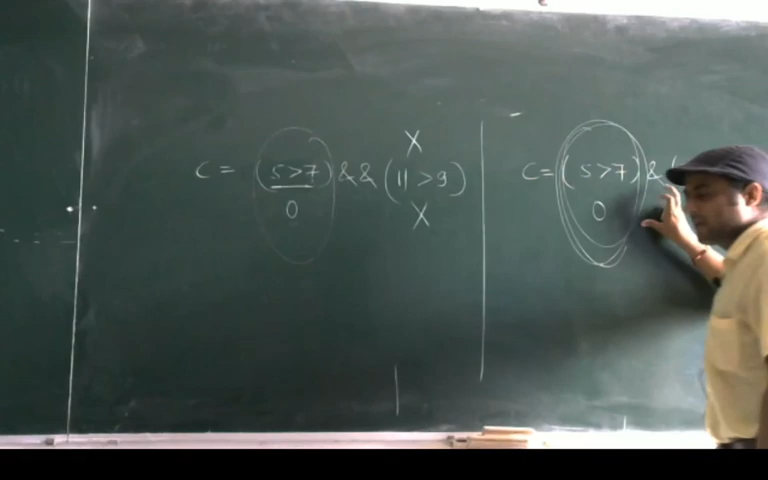 X
C = (5>7) && (11 >9)
0 X
C= (5>7) & (
0